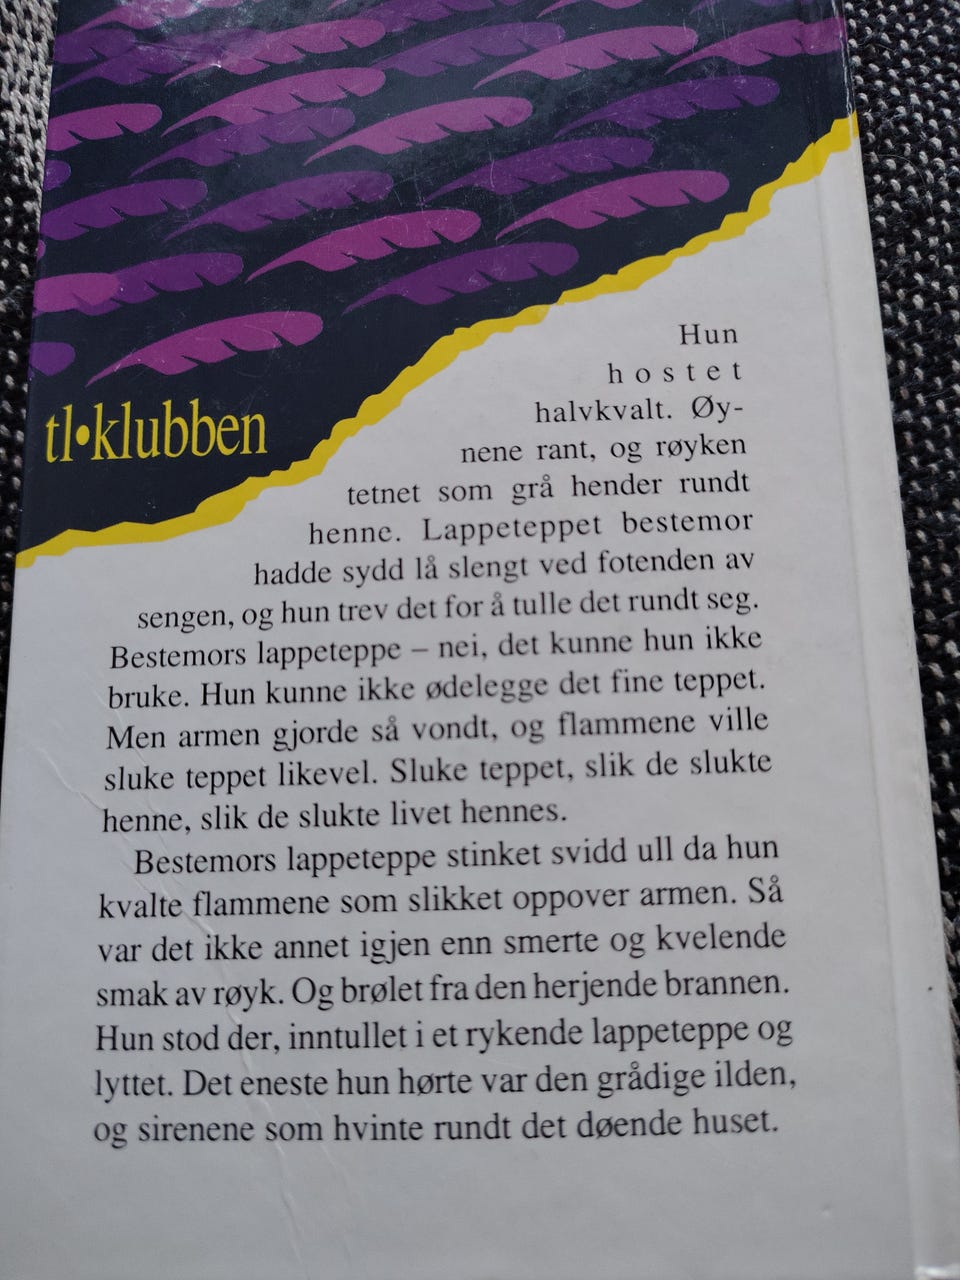 tl•klubben
Hun
hostet
halvkvalt. Øy-
nene rant, og røyken
tetnet som grå hender rundt
henne. Lappeteppet bestemor
hadde sydd lå slengt ved fotenden av
sengen, og hun trev det for å tulle det rundt seg.
Bestemors lappeteppe – nei, det kunne hun ikke
bruke. Hun kunne ikke ødelegge det fine teppet.
Men armen gjorde så vondt, og flammene ville
sluke teppet likevel. Sluke teppet, slik de slukte
henne, slik de slukte livet hennes.
Bestemors lappeteppe stinket svidd ull da hun
kvalte flammene som slikket oppover armen. Så
var det ikke annet igjen enn smerte og kvelende
smak av røyk. Og brølet fra den herjende brannen.
Hun stod der, inntullet i et rykende lappeteppe og
lyttet. Det eneste hun hørte var den grådige ilden,
og sirenene som hvinte rundt det døende huset.